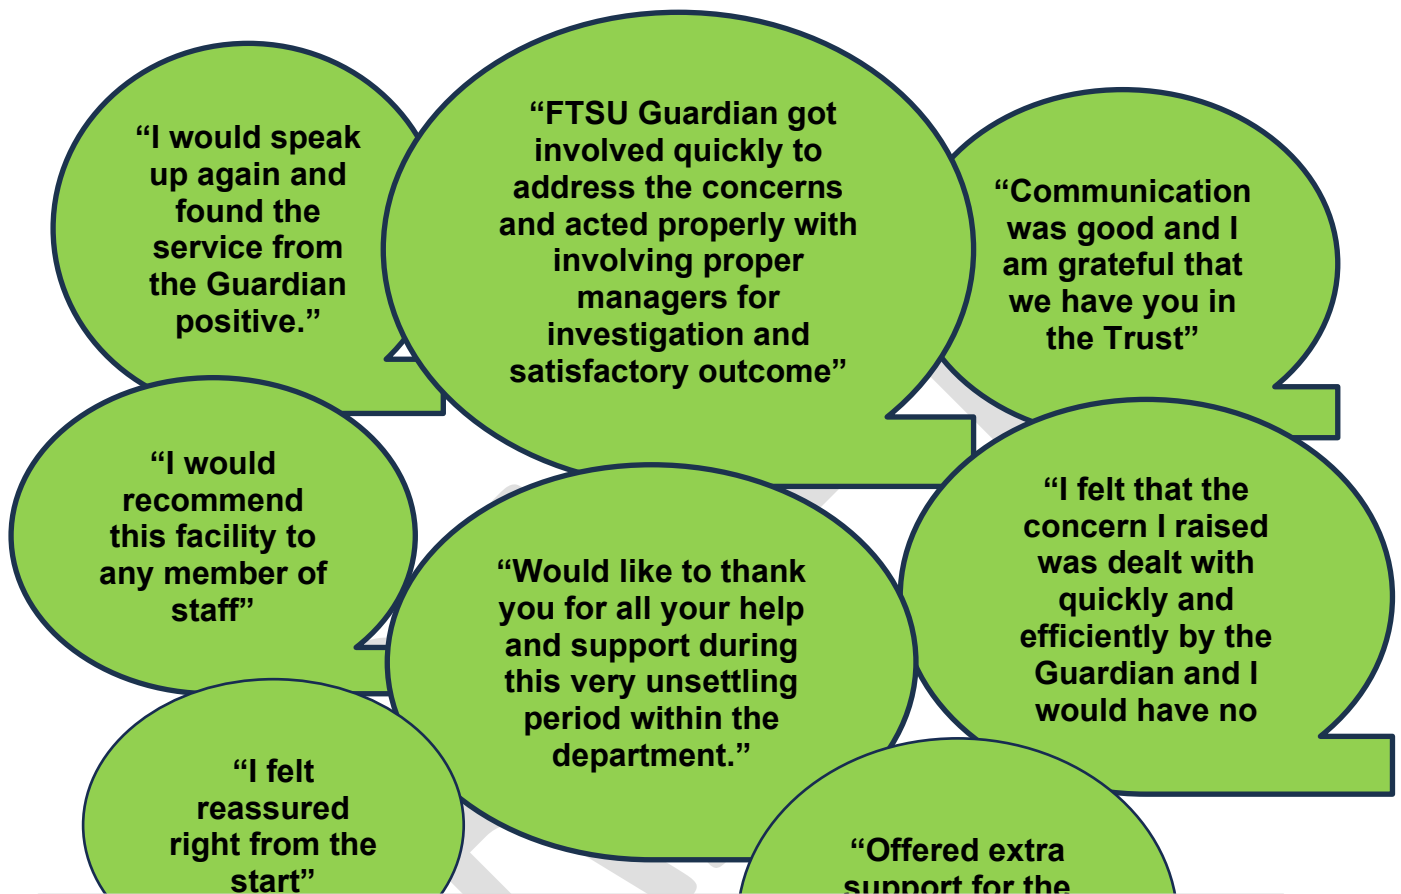 “I would speak
up again and
found the
service from
the Guardian
positive.”
“FTSU Guardian got
involved quickly to
address the concerns
and acted properly with
involving proper
managers for
investigation and
satisfactory outcome”
“Communication
was good and I
am grateful that
we have you in
the Trust”
“I would
recommend
this facility to
any member of
staff”
“Would like to thank
you for all your help
and support during
this very unsettling
period within the
department.”
“I felt that the
concern I raised
was dealt with
quickly and
efficiently by the
Guardian and I
would have no
“I felt
reassured
right from the
start”
“Offered extra
support for the